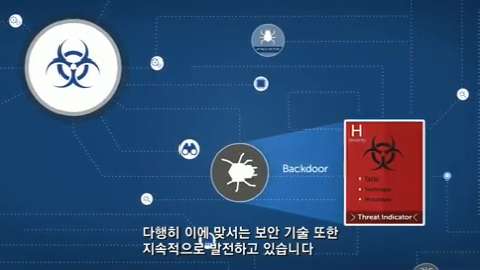 Backdoor
H
Threat Indicator
다행히 이에 맞서는 보안 기술 또한
지속적으로 발전하고 있습니다